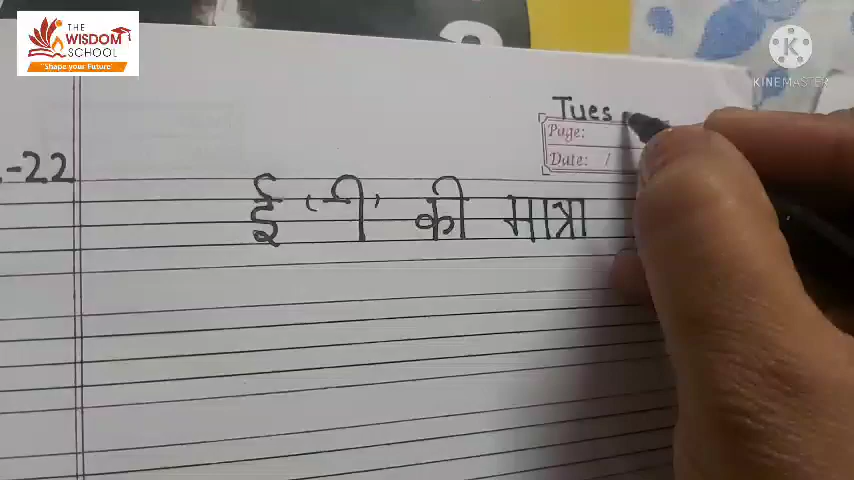 THE
WISDOM
SCHOOL
"Shape your Future"
KINEMASTER
Tues
Page:
Date: /
-22
ई ' ी ' की मात्रा